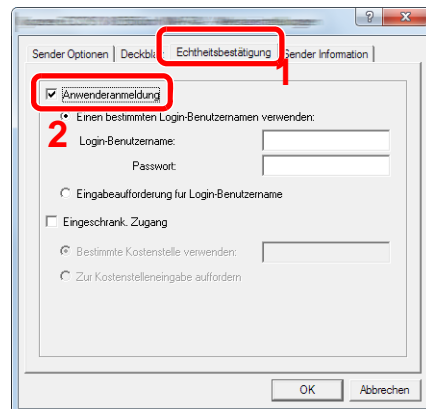 Sender Optionen Deckbla Echtheitsbestätigung Sender Information
1
Anwenderanmeldung
2
Einen bestimmten Login-Benutzernamen verwenden:
Login-Benutzername:
Passwort:
Eingabeaufforderung fur Login-Benutzername
Eingeschrank. Zugang
Bestimmte Kostenstelle verwenden:
Zur Kostenstelleneingabe auffordern
OK Abbrechen